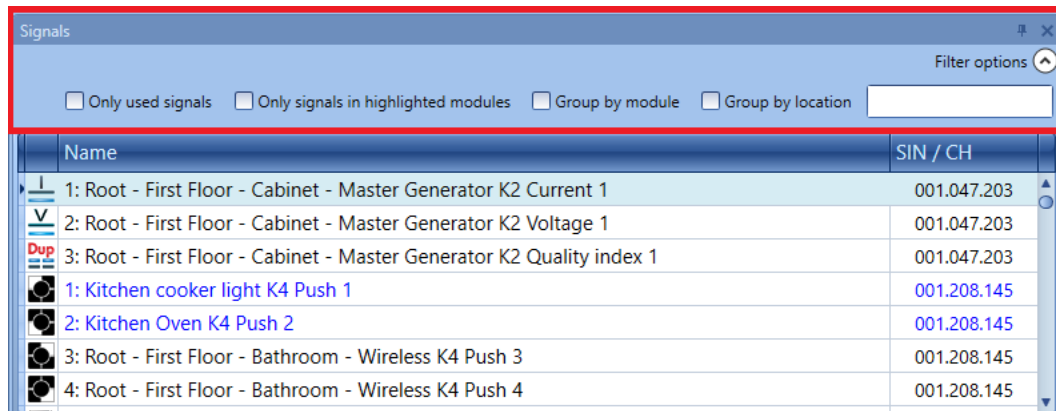 Signals
Filter options
Only used signals Only signals in highlighted modules Group by module Group by location
Name SIN / CH
I 1: Root - First Floor - Cabinet - Master Generator K2 Current 1 001.047.203
V 2: Root - First Floor - Cabinet - Master Generator K2 Voltage 1 001.047.203
Dup 3: Root - First Floor - Cabinet - Master Generator K2 Quality index 1 001.047.203
1: Kitchen cooker light K4 Push 1 001.208.145
2: Kitchen Oven K4 Push 2 001.208.145
3: Root - First Floor - Bathroom - Wireless K4 Push 3 001.208.145
4: Root - First Floor - Bathroom - Wireless K4 Push 4 001.208.145